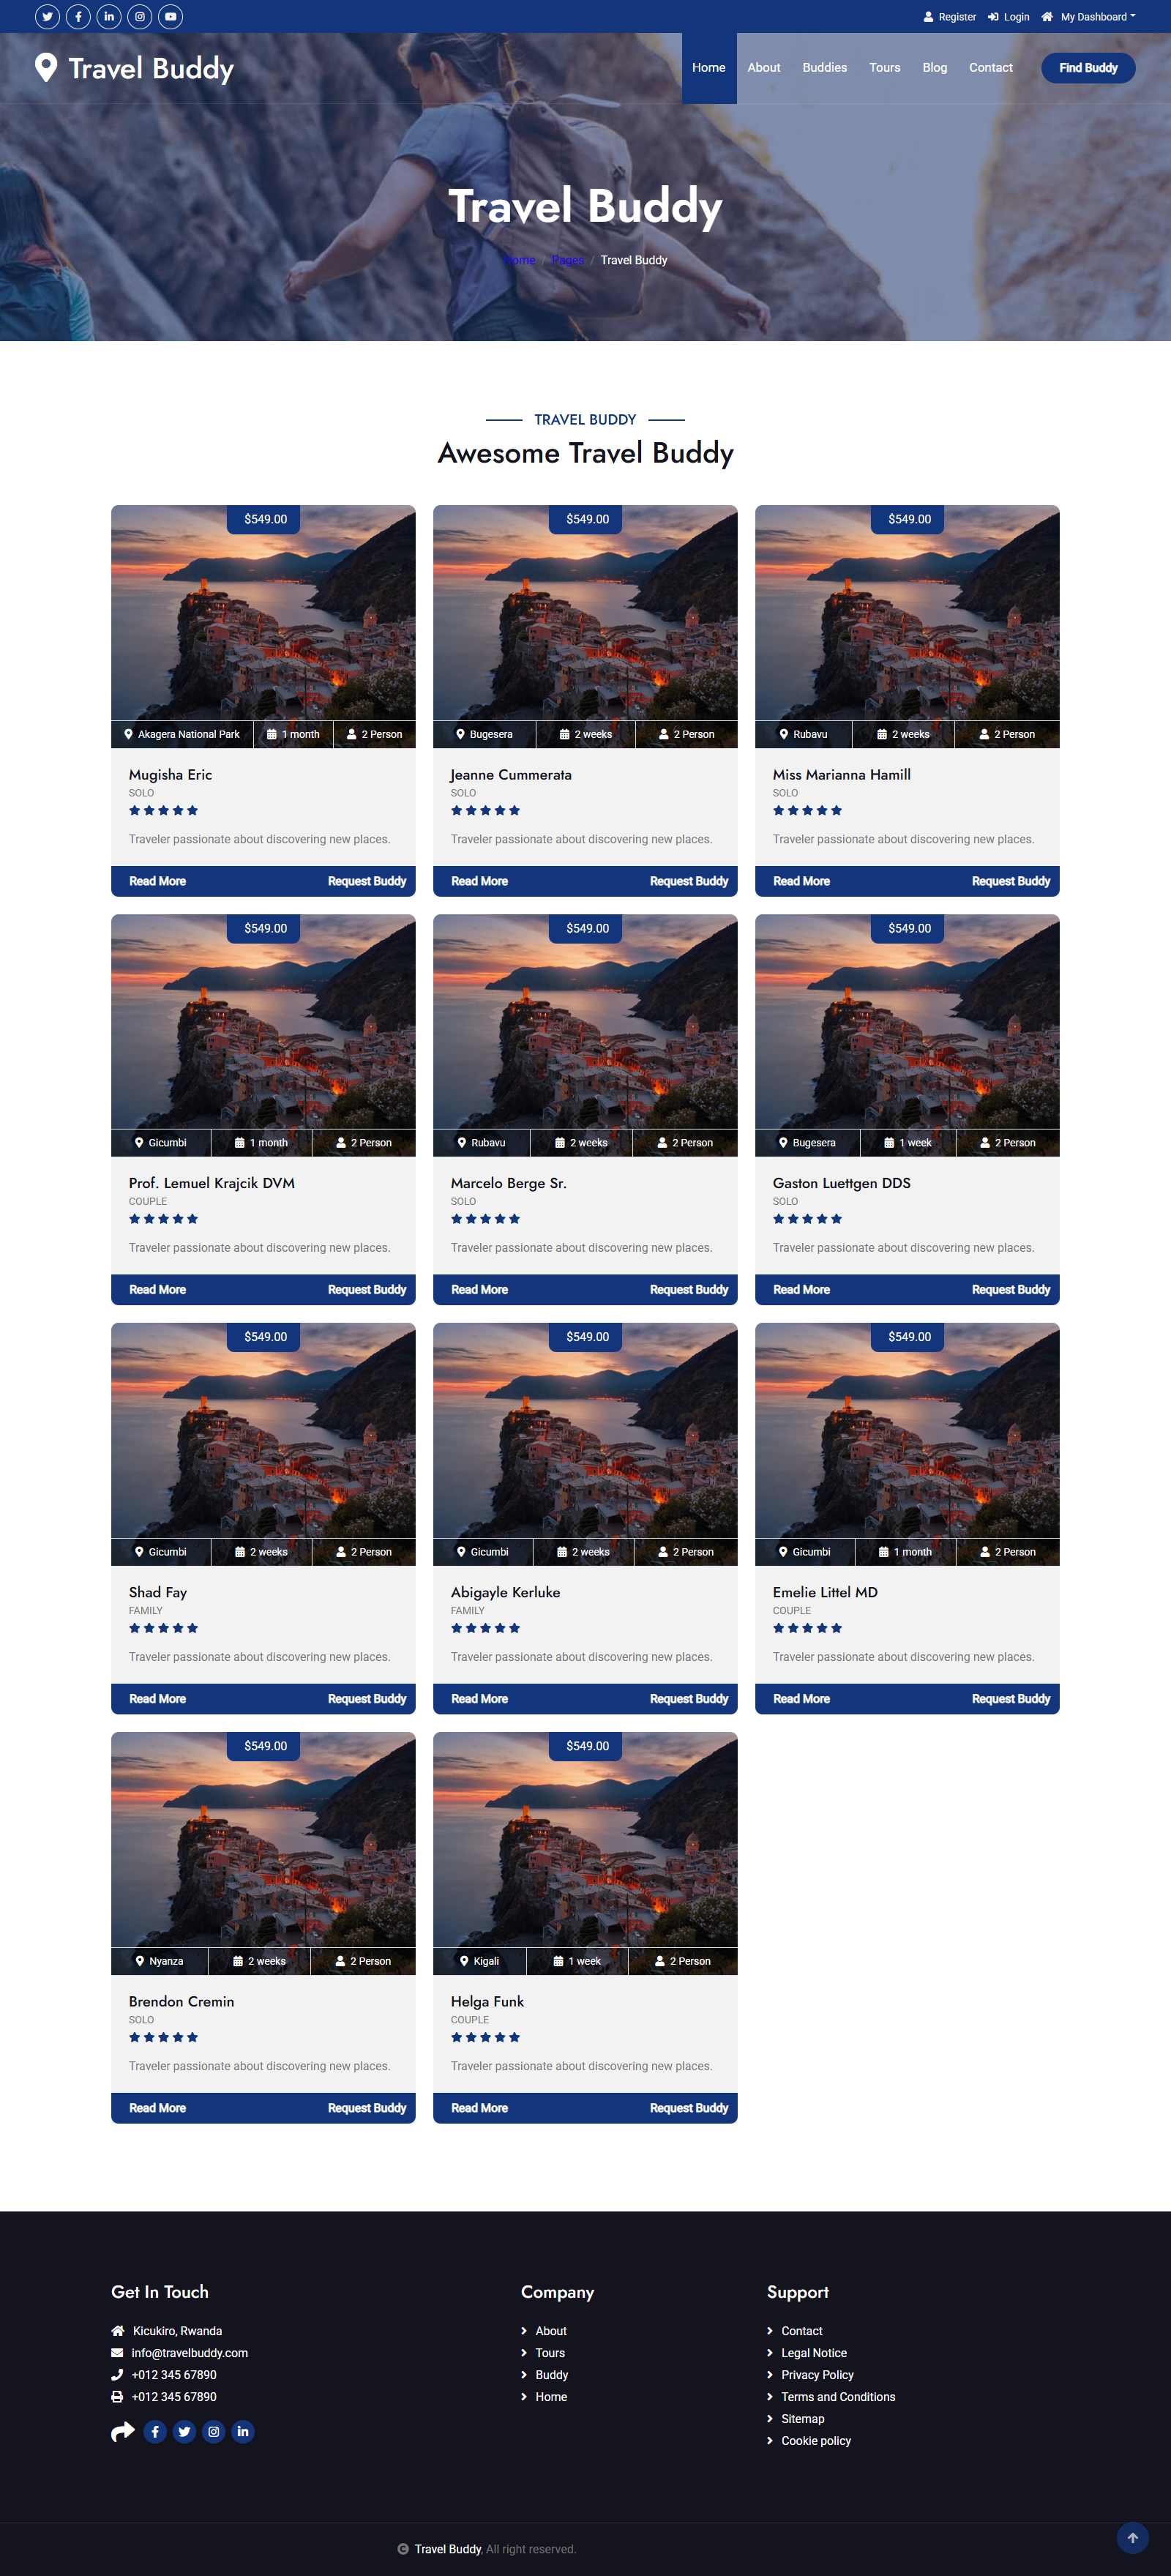 Register Login My Dashboard
Travel Buddy Home About Buddies Tours Blog Contact Find Buddy
Travel Buddy
Home / Pages / Travel Buddy
TRAVEL BUDDY
Awesome Travel Buddy
$549.00 $549.00 $549.00
Akagera National Park 1 month 2 Person Bugesera 2 weeks 2 Person Rubavu 2 weeks 2 Person
Mugisha Eric Jeanne Cummerata Miss Marianna Hamill
SOLO SOLO SOLO
Traveler passionate about discovering new places. Traveler passionate about discovering new places. Traveler passionate about discovering new places.
Read More Request Buddy Read More Request Buddy Read More Request Buddy
$549.00 $549.00 $549.00
Gicumbi 1 month 2 Person Rubavu 2 weeks 2 Person Bugesera 1 week 2 Person
Prof. Lemuel Krajcik DVM Marcelo Berge Sr. Gaston Luettgen DDS
COUPLE SOLO SOLO
Traveler passionate about discovering new places. Traveler passionate about discovering new places. Traveler passionate about discovering new places.
Read More Request Buddy Read More Request Buddy Read More Request Buddy
$549.00 $549.00 $549.00
Gicumbi 2 weeks 2 Person Gicumbi 2 weeks 2 Person Gicumbi 1 month 2 Person
Shad Fay Abigayle Kerluke Emelie Littel MD
FAMILY FAMILY COUPLE
Traveler passionate about discovering new places. Traveler passionate about discovering new places. Traveler passionate about discovering new places.
Read More Request Buddy Read More Request Buddy Read More Request Buddy
$549.00 $549.00
Nyanza 2 weeks 2 Person Kigali 1 week 2 Person
Brendon Cremin Helga Funk
SOLO COUPLE
Traveler passionate about discovering new places. Traveler passionate about discovering new places.
Read More Request Buddy Read More Request Buddy
Get In Touch
Kicukiro, Rwanda
info@travelbuddy.com
+012 345 67890
+012 345 67890
Company
About
Tours
Buddy
Home
Support
Contact
Legal Notice
Privacy Policy
Terms and Conditions
Sitemap
Cookie policy
Travel Buddy, All right reserved.